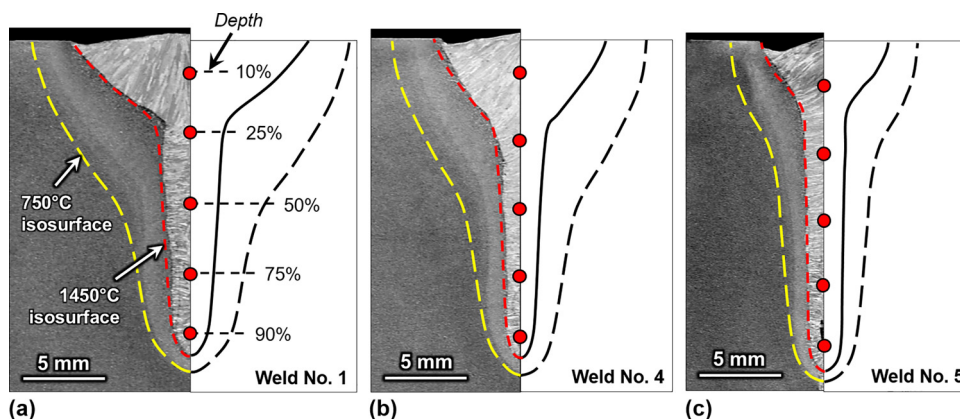 Depth
10%
25%
50%
75%
90%
750°C
isosurface
1450°C
isosurface
5 mm
Weld No. 1
(a)
5 mm
Weld No. 4
(b)
5 mm
Weld No. 5
(c)